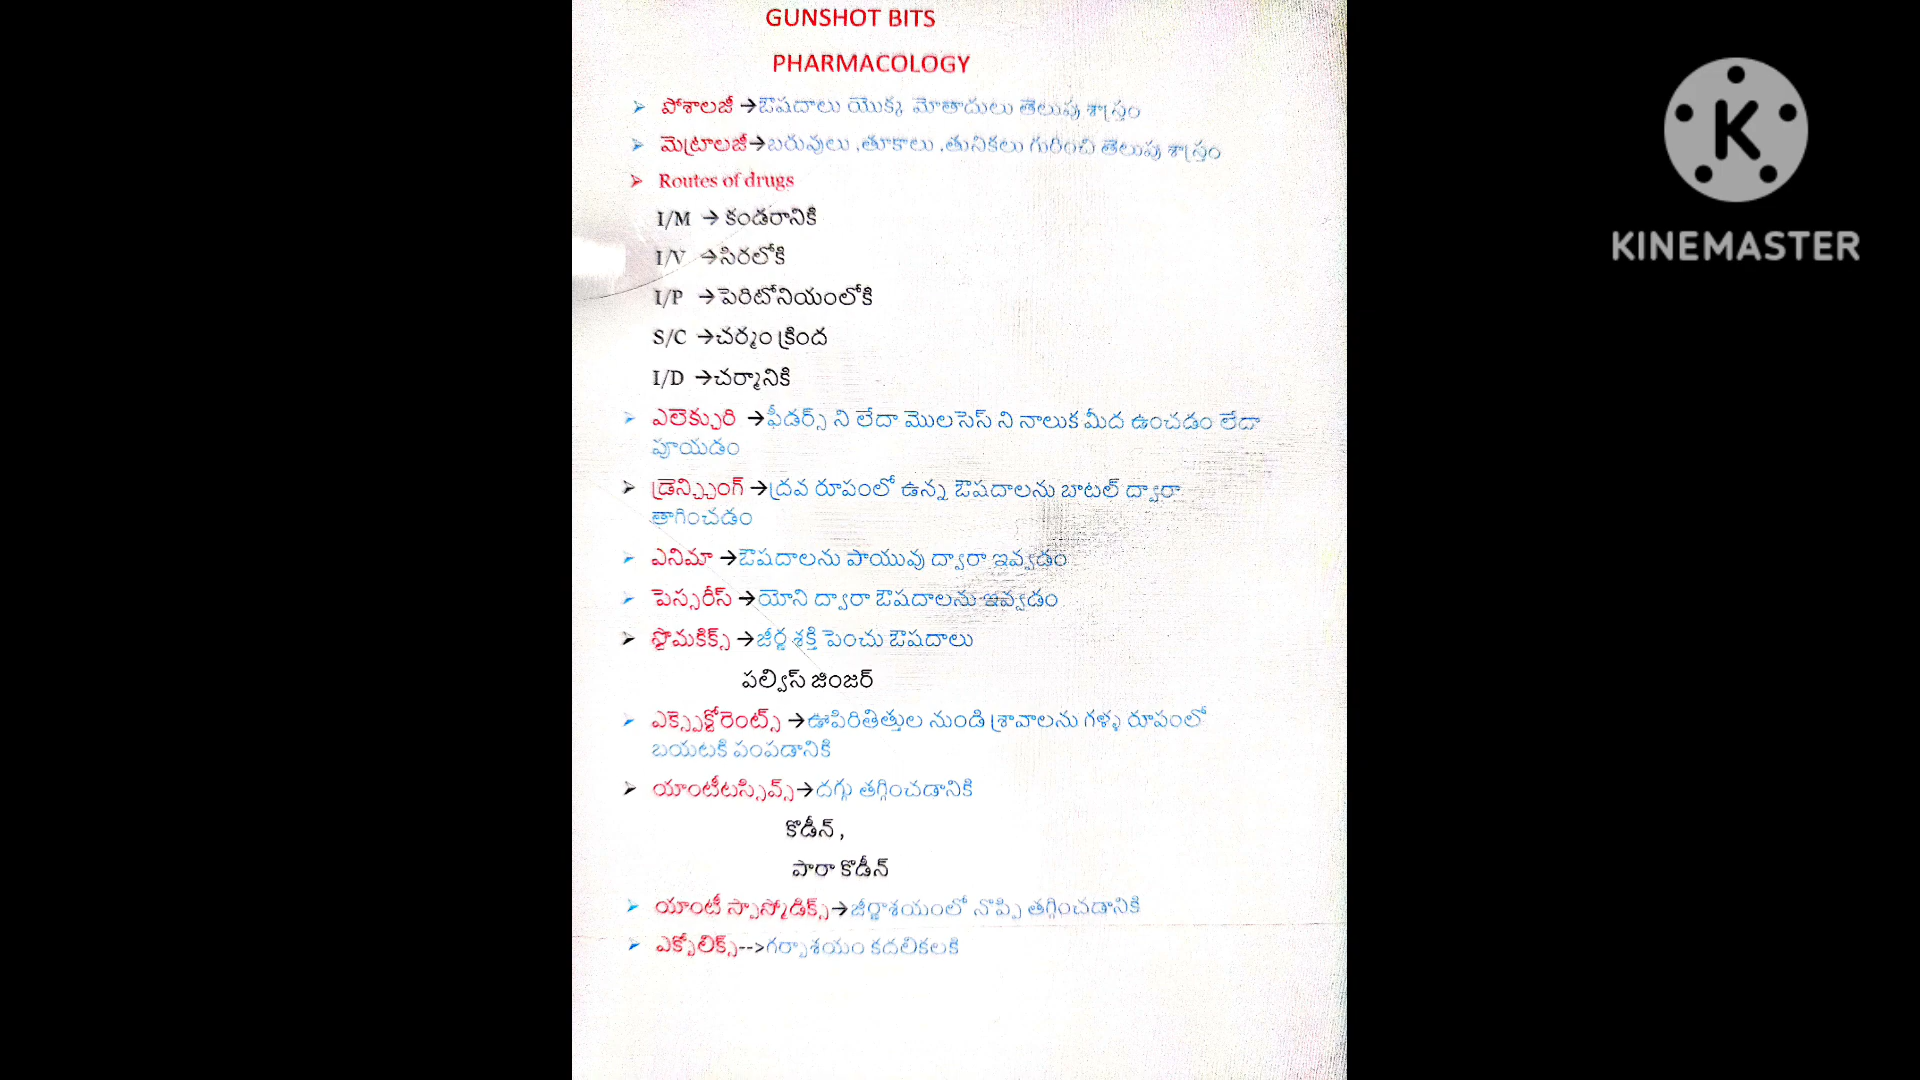 GUNSHOT BITS
PHARMACOLOGY
➢ పోశాలజీ →ఔషదాలు యొక్క మోతాదులు తెలుపు శాస్త్రం
➢ మెట్రాలజీ→బరువులు ,తూకాలు ,తునికలు గురించి తెలుపు శాస్త్రం
➢ Routes of drugs
I/M → కండరానికి
I/V →సిరలోకి
I/P →పెరిటోనియంలోకి
S/C →చర్మం క్రింద
I/D →చర్మానికి
➢ ఎలెక్చురి →ఫీడర్స్ ని లేదా మొలసెస్ ని నాలుక మీద ఉంచడం లేదా
పూయడం
➢ డ్రెన్చ్చింగ్ →ద్రవ రూపంలో ఉన్న ఔషదాలను బాటల్ ద్వారా
తాగించడం
➢ ఎనిమా →ఔషదాలను పాయువు ద్వారా ఇవ్వడం
➢ పెస్సరీస్ →యోని ద్వారా ఔషదాలను ఇవ్వడం
➢ స్టొమకిక్స్ →జీర్ణ శక్తి పెంచు ఔషదాలు
పల్విస్ జింజర్
➢ ఎక్స్పెక్టోరెంట్స్ →ఊపిరితిత్తుల నుండి శ్రావాలను గళ్ళ రూపంలో
బయటకి పంపడానికి
➢ యాంటీటస్సివ్స్→దగ్గు తగ్గించడానికి
కొడీన్ ,
పారా కొడీన్
➢ యాంటీ స్పాస్మోడిక్స్→జీర్ణాశయంలో నొప్పి తగ్గించడానికి
➢ ఎక్బోలిక్స్-->గర్భాశయం కదలికలకి
KINEMASTER